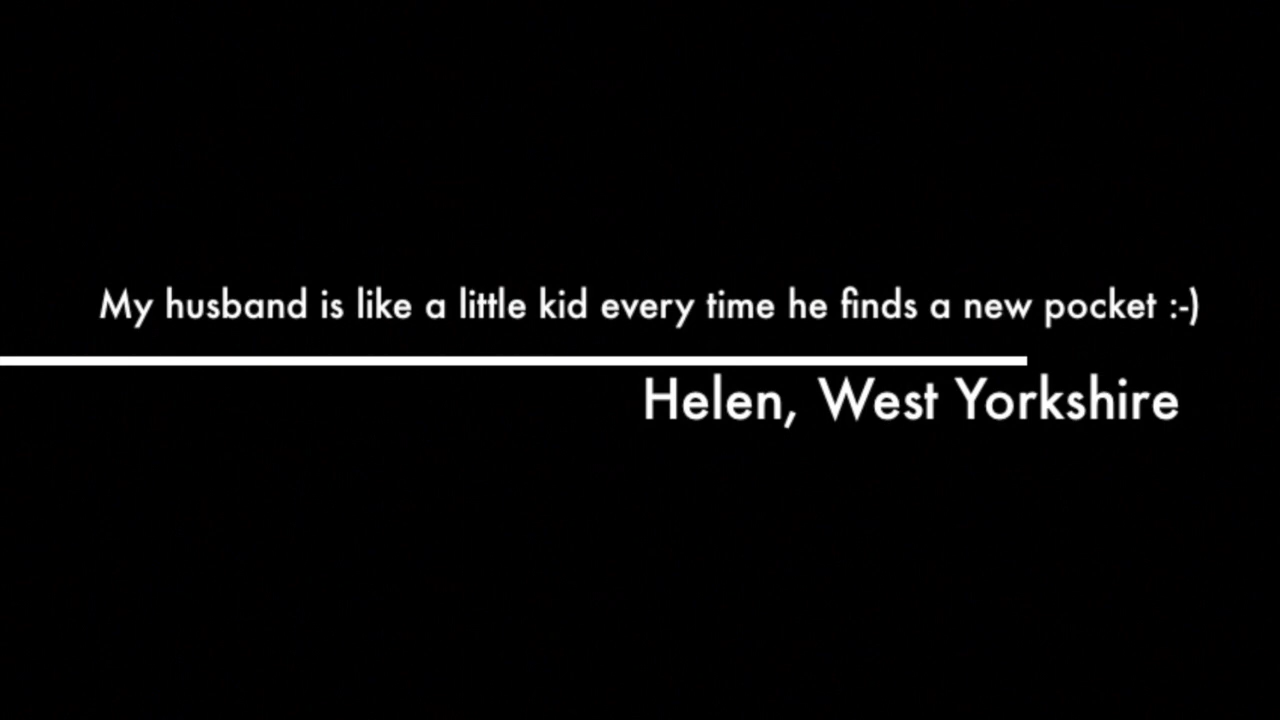 My husband is like a little kid every time he finds a new pocket :-)
Helen, West Yorkshire